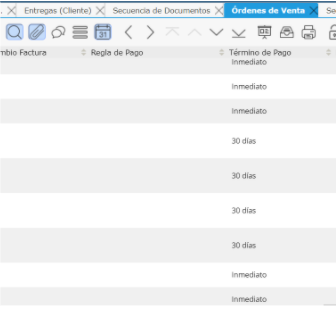 Entregas (Cliente) Secuencia de Documentos Órdenes de Venta Se
31
mbio Factura Regla de Pago Término de Pago
Inmediato
Inmediato
Inmediato
30 días
30 días
30 días
30 días
Inmediato
Inmediato